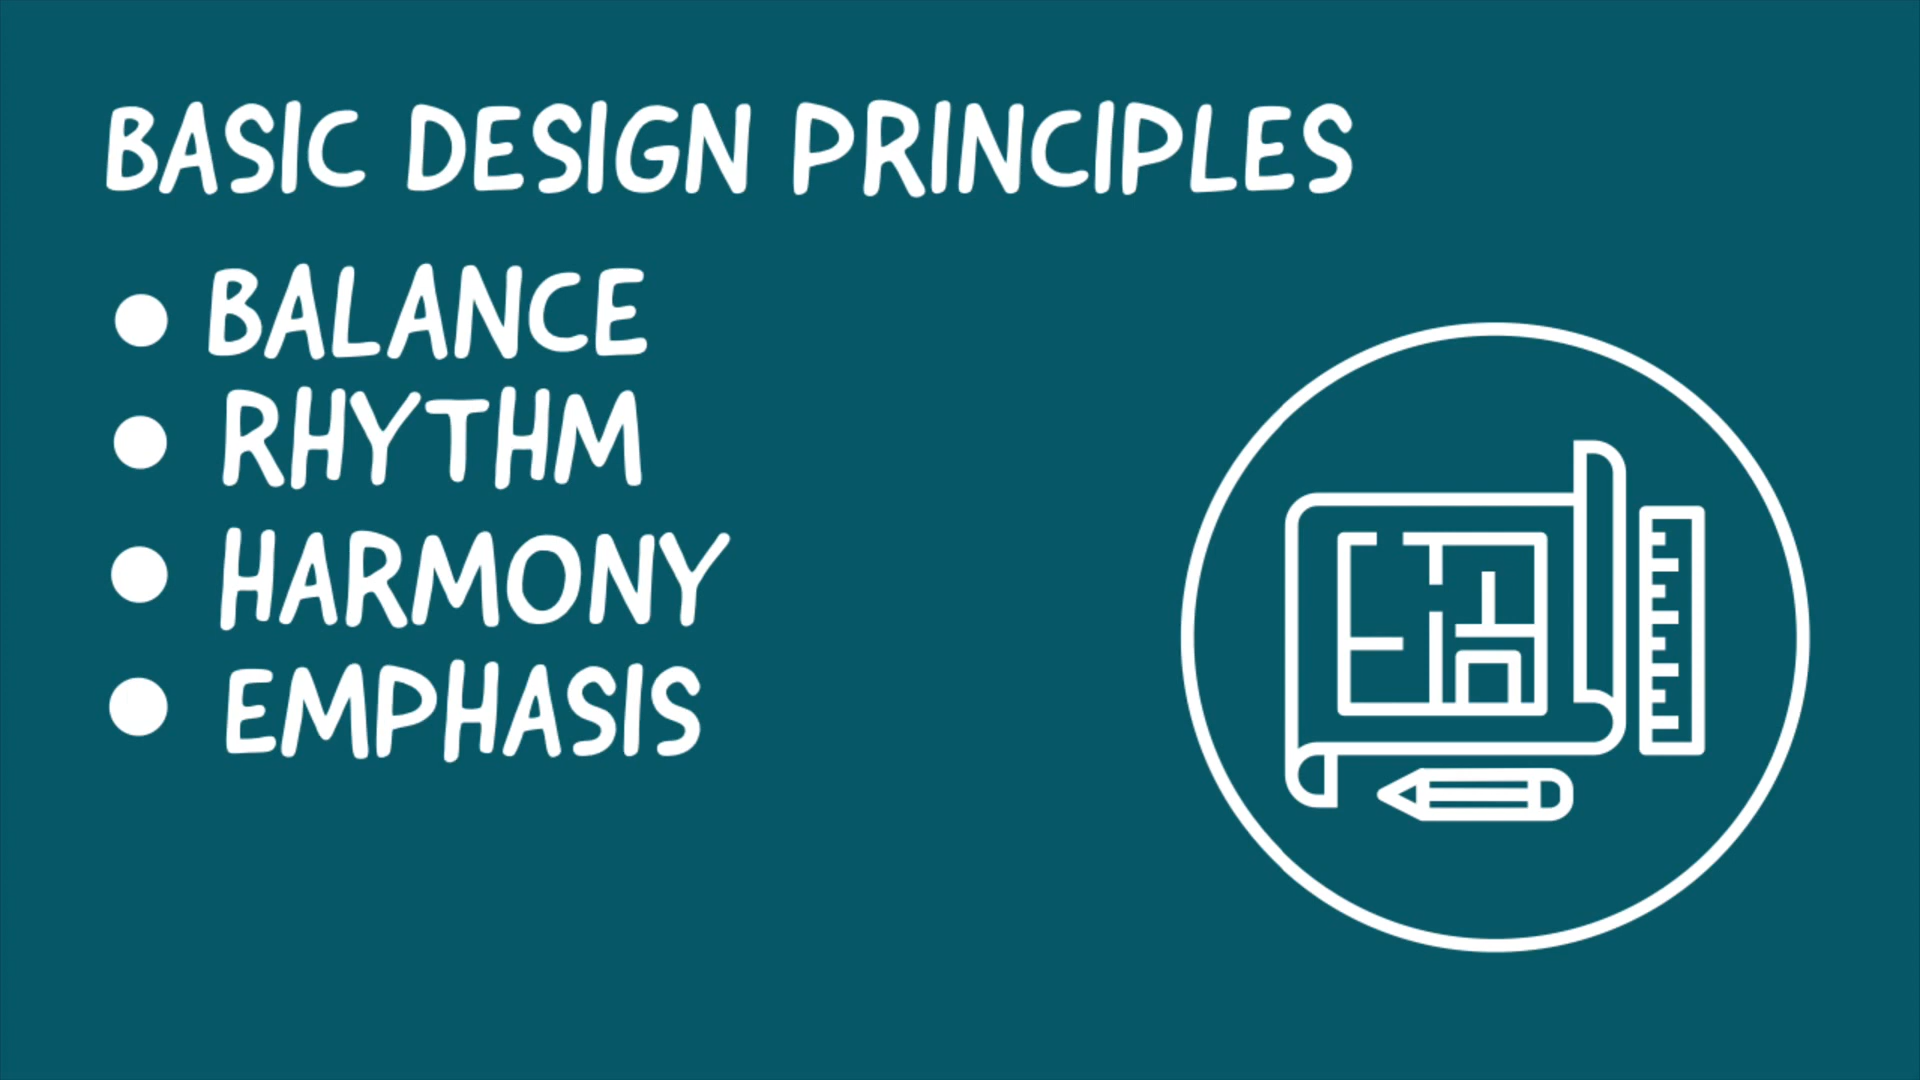 BASIC DESIGN PRINCIPLES
● BALANCE
● RHYTHM
● HARMONY
● EMPHASIS